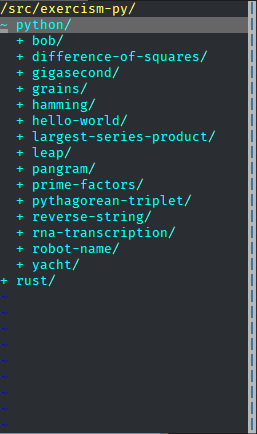 /src/exercism-py/
~ python/
  + bob/
  + difference-of-squares/
  + gigasecond/
  + grains/
  + hamming/
  + hello-world/
  + largest-series-product/
  + leap/
  + pangram/
  + prime-factors/
  + pythagorean-triplet/
  + reverse-string/
  + rna-transcription/
  + robot-name/
  + yacht/
+ rust/
~
~
~
~
~
~
~
~
~